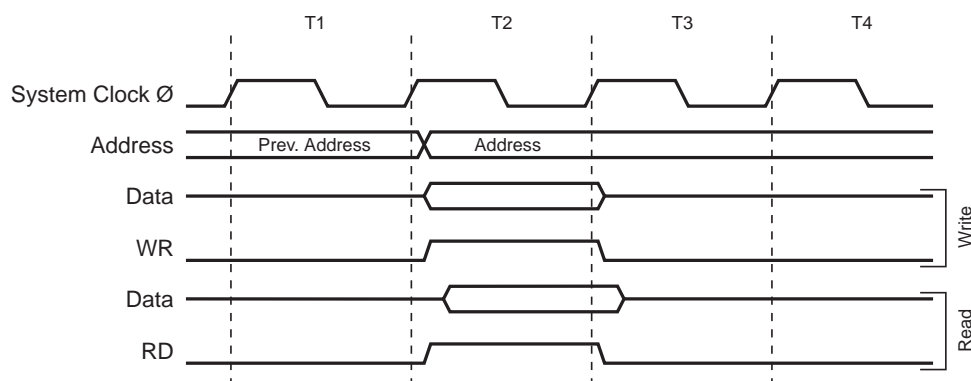 T1 T2 T3 T4
System Clock Ø
Address Prev. Address Address
Data
WR
Write
Data
RD
Read